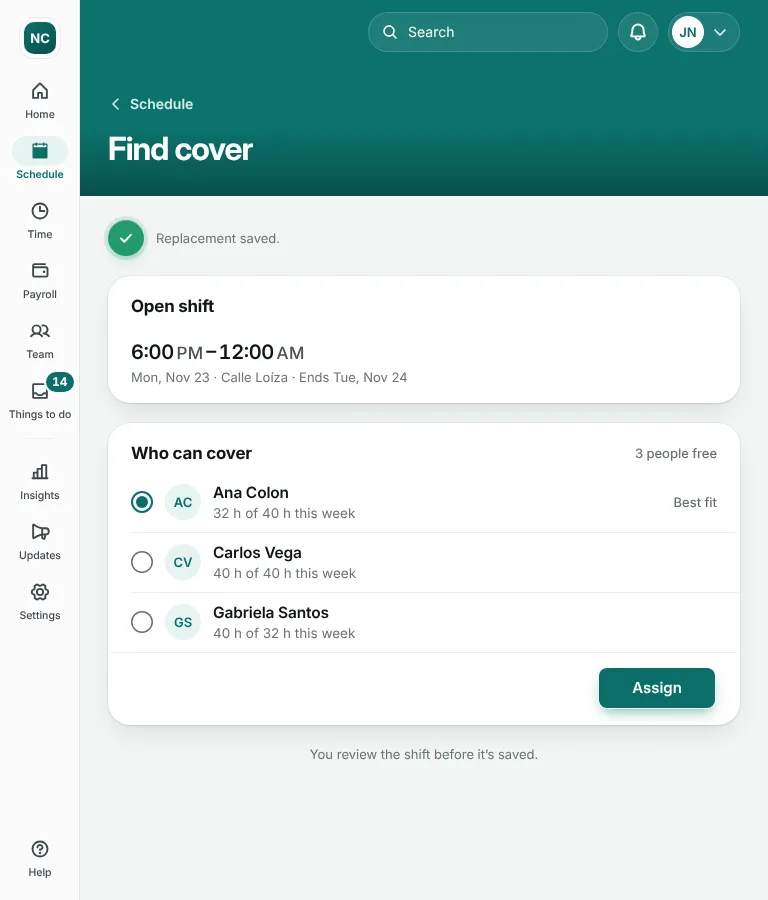 NC
Search
JN
Home
Schedule
Time
Payroll
Team
14
Things to do
Insights
Updates
Settings
Help
Schedule
Find cover
Replacement saved.
Open shift
6:00 PM – 12:00 AM
Mon, Nov 23 · Calle Loíza · Ends Tue, Nov 24
Who can cover
3 people free
AC
Ana Colon
32 h of 40 h this week
Best fit
CV
Carlos Vega
40 h of 40 h this week
GS
Gabriela Santos
40 h of 32 h this week
Assign
You review the shift before it’s saved.